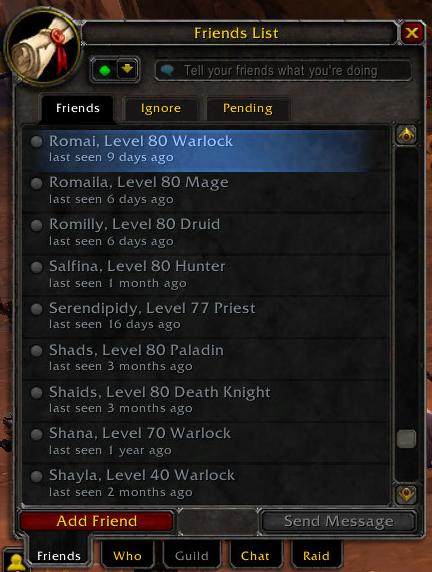 Friends List
Tell your friends what you're doing
Friends Ignore Pending
Romai, Level 80 Warlock
last seen 9 days ago
Romaila, Level 80 Mage
last seen 6 days ago
Romilly, Level 80 Druid
last seen 6 days ago
Salfina, Level 80 Hunter
last seen 1 month ago
Serendipidy, Level 77 Priest
last seen 16 days ago
Shads, Level 80 Paladin
last seen 3 months ago
Shaids, Level 80 Death Knight
last seen 3 months ago
Shana, Level 70 Warlock
last seen 1 year ago
Shayla, Level 40 Warlock
last seen 2 months ago
Add Friend Send Message
Friends Who Guild Chat Raid